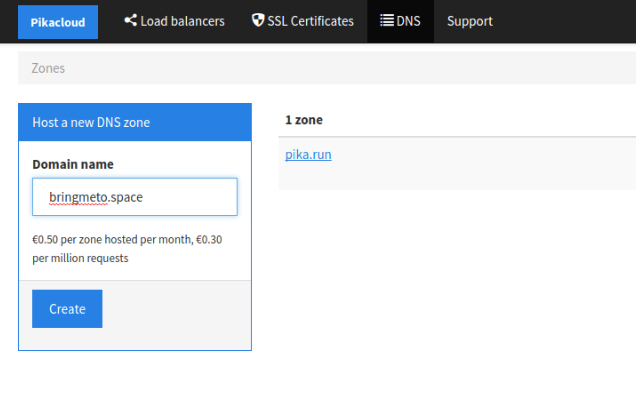 Pikacloud Load balancers SSL Certificates DNS Support
Zones
Host a new DNS zone
Domain name
bringmeto.space
€0.50 per zone hosted per month, €0.30
per million requests
Create
1 zone
pika.run